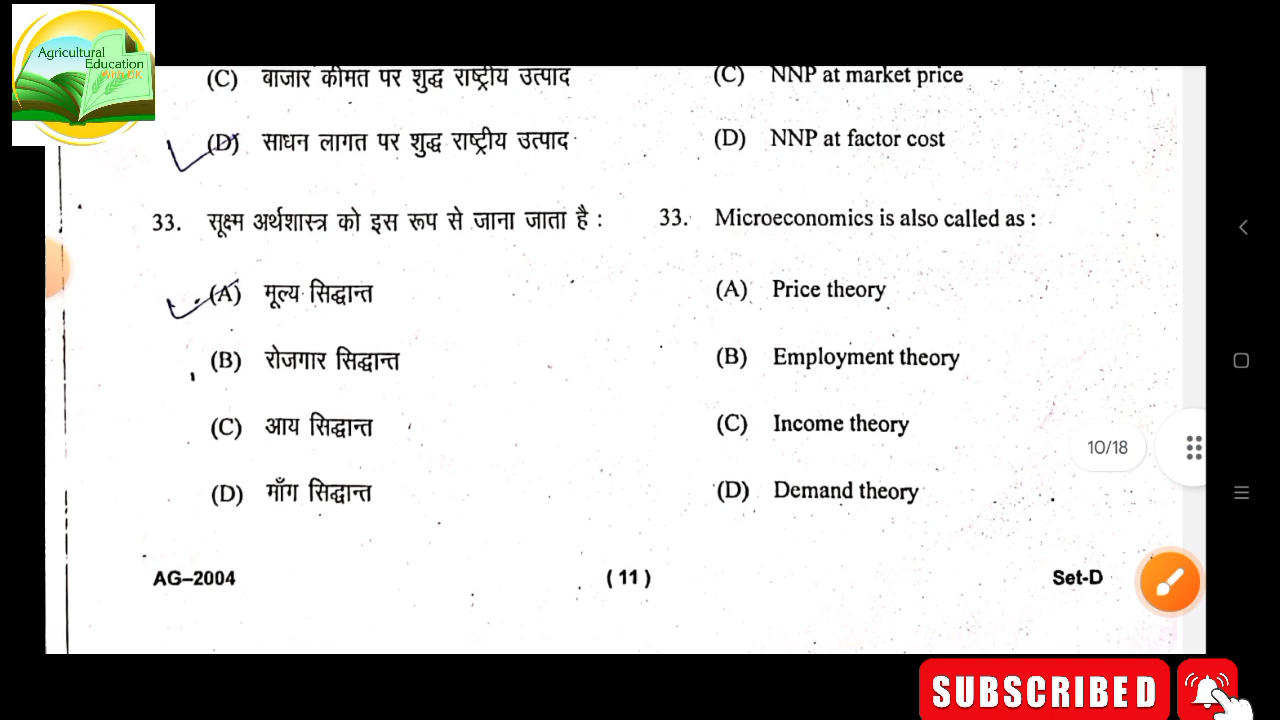 Agricultural
Education
With DK
(C) बाजार कीमत पर शुद्ध राष्ट्रीय उत्पाद
(D) साधन लागत पर शुद्ध राष्ट्रीय उत्पाद
33. सूक्ष्म अर्थशास्त्र को इस रूप से जाना जाता है :
(A) मूल्य सिद्धान्त
(B) रोजगार सिद्धान्त
(C) आय सिद्धान्त
(D) माँग सिद्धान्त
(C) NNP at market price
(D) NNP at factor cost
33. Microeconomics is also called as :
(A) Price theory
(B) Employment theory
(C) Income theory
(D) Demand theory
10/18
AG–2004 ( 11 ) Set-D
SUBSCRIBED